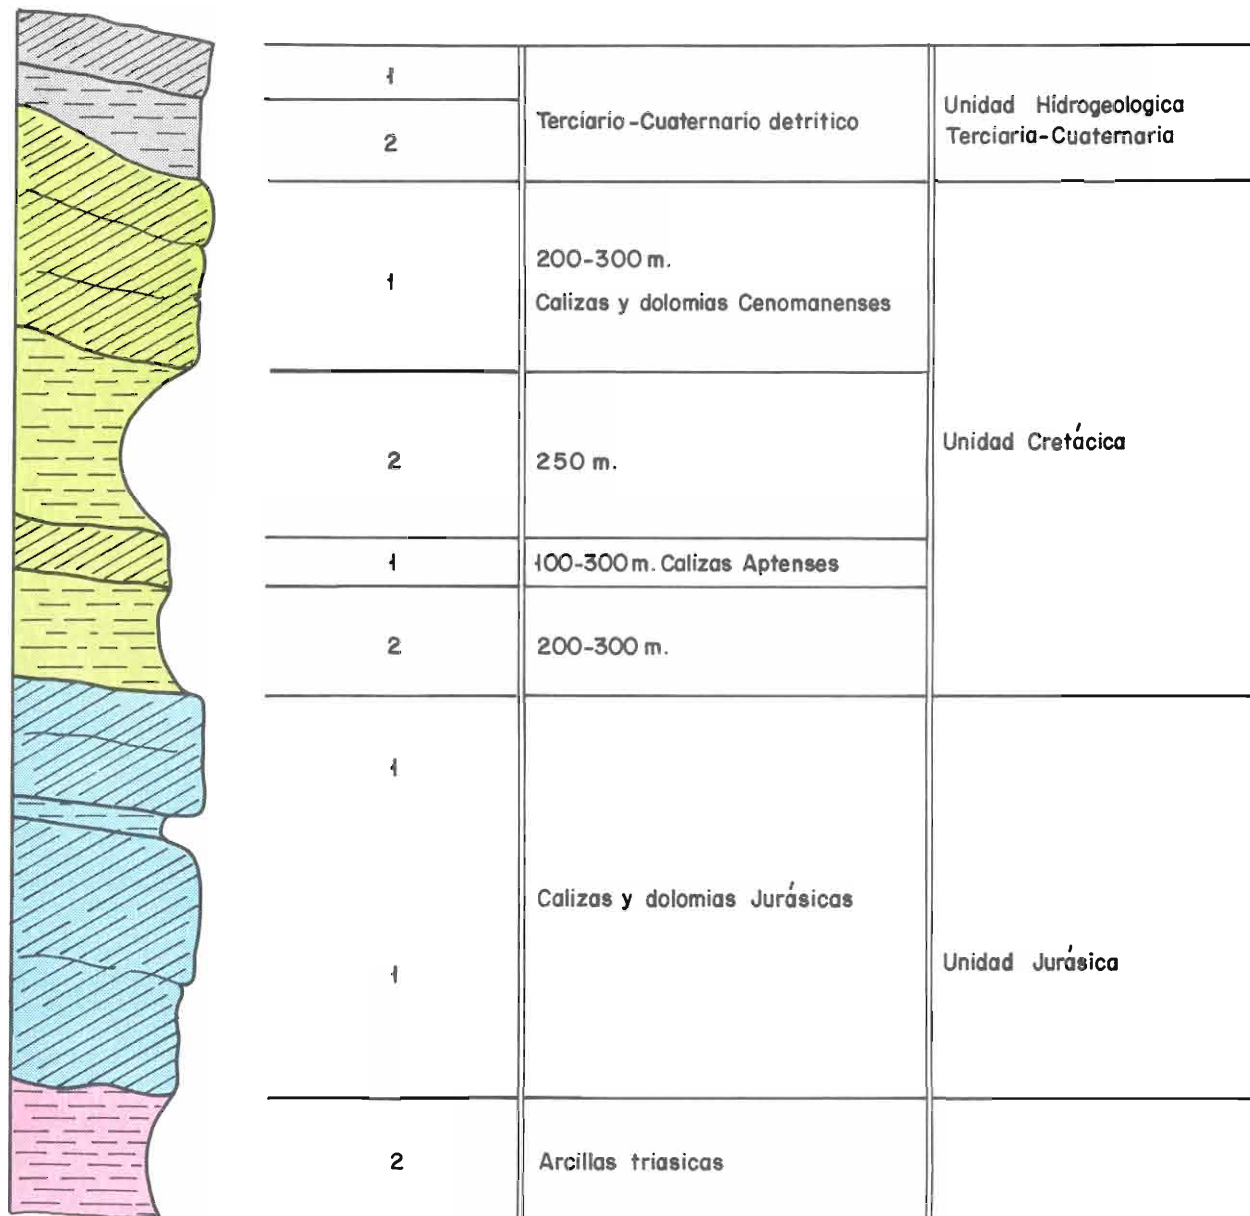 1
Terciario-Cuaternario detritico
Unidad Hidrogeologica
Terciaria-Cuaternaria
2
1
200-300 m.
Calizas y dolomias Cenomanenses
Unidad Cretácica
2
250 m.
1
100-300 m. Calizas Aptenses
2
200-300 m.
1
Calizas y dolomias Jurásicas
1
Unidad Jurásica
2
Arcillas triasicas